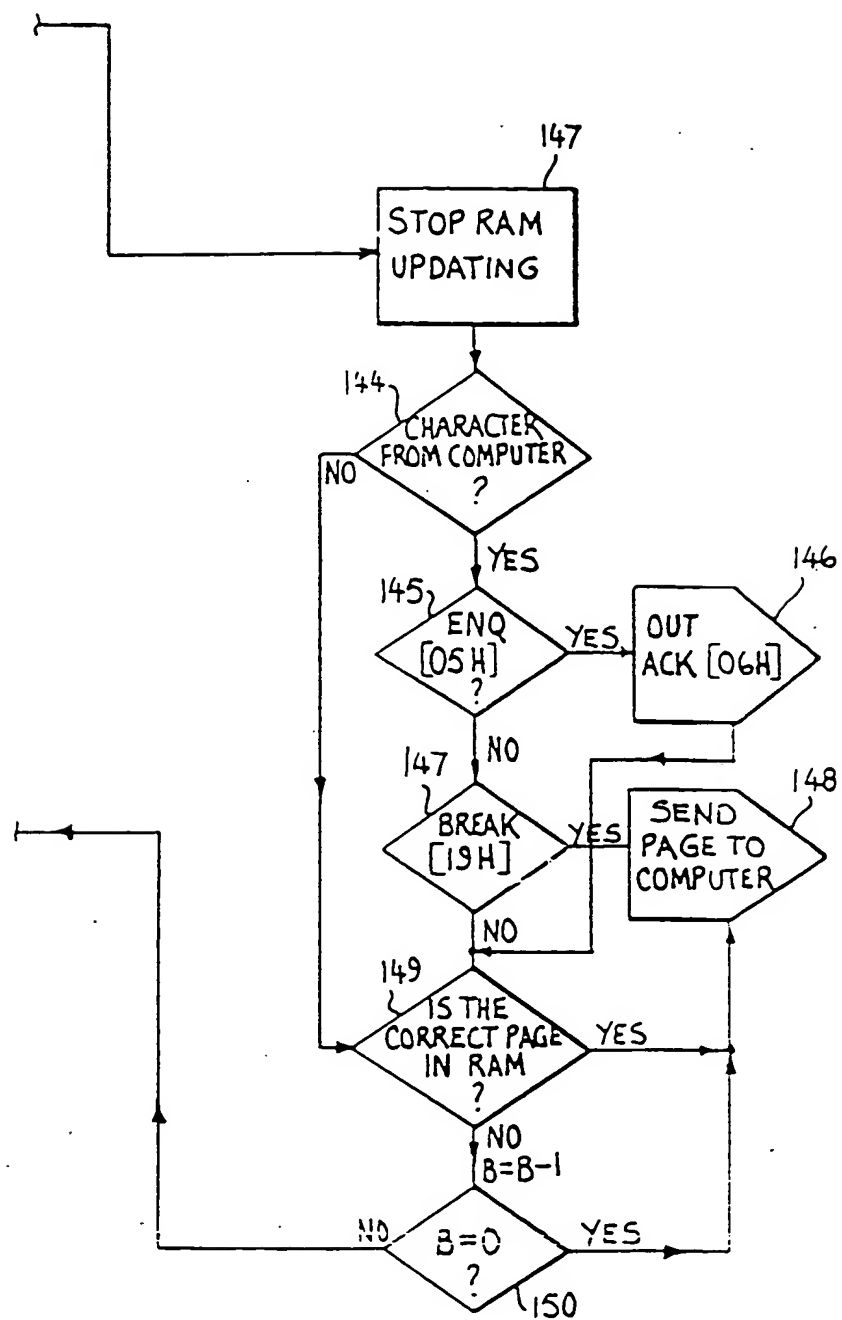 147
STOP RAM
UPDATING
144
CHARACTER
FROM COMPUTER
?
NO
YES
145
ENQ
[05H]
?
YES
146
OUT
ACK [06H]
NO
147
BREAK
[19H]
YES
148
SEND
PAGE TO
COMPUTER
NO
149
IS THE
CORRECT PAGE
IN RAM
?
YES
NO
B=B-1
B=0
?
NO
YES
150